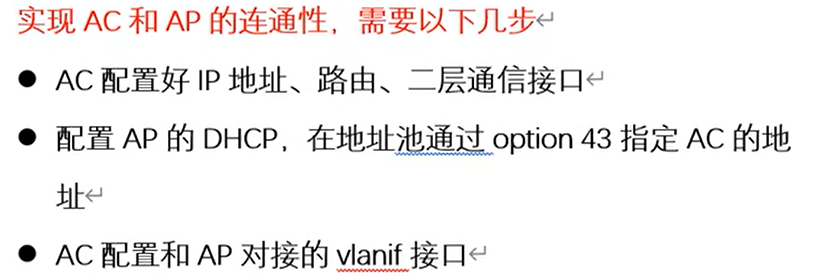 实现 AC 和 AP 的连通性，需要以下几步
● AC 配置好 IP 地址、路由、二层通信接口
● 配置 AP 的 DHCP，在地址池通过 option 43 指定 AC 的地
址
● AC 配置和 AP 对接的 vlanif 接口